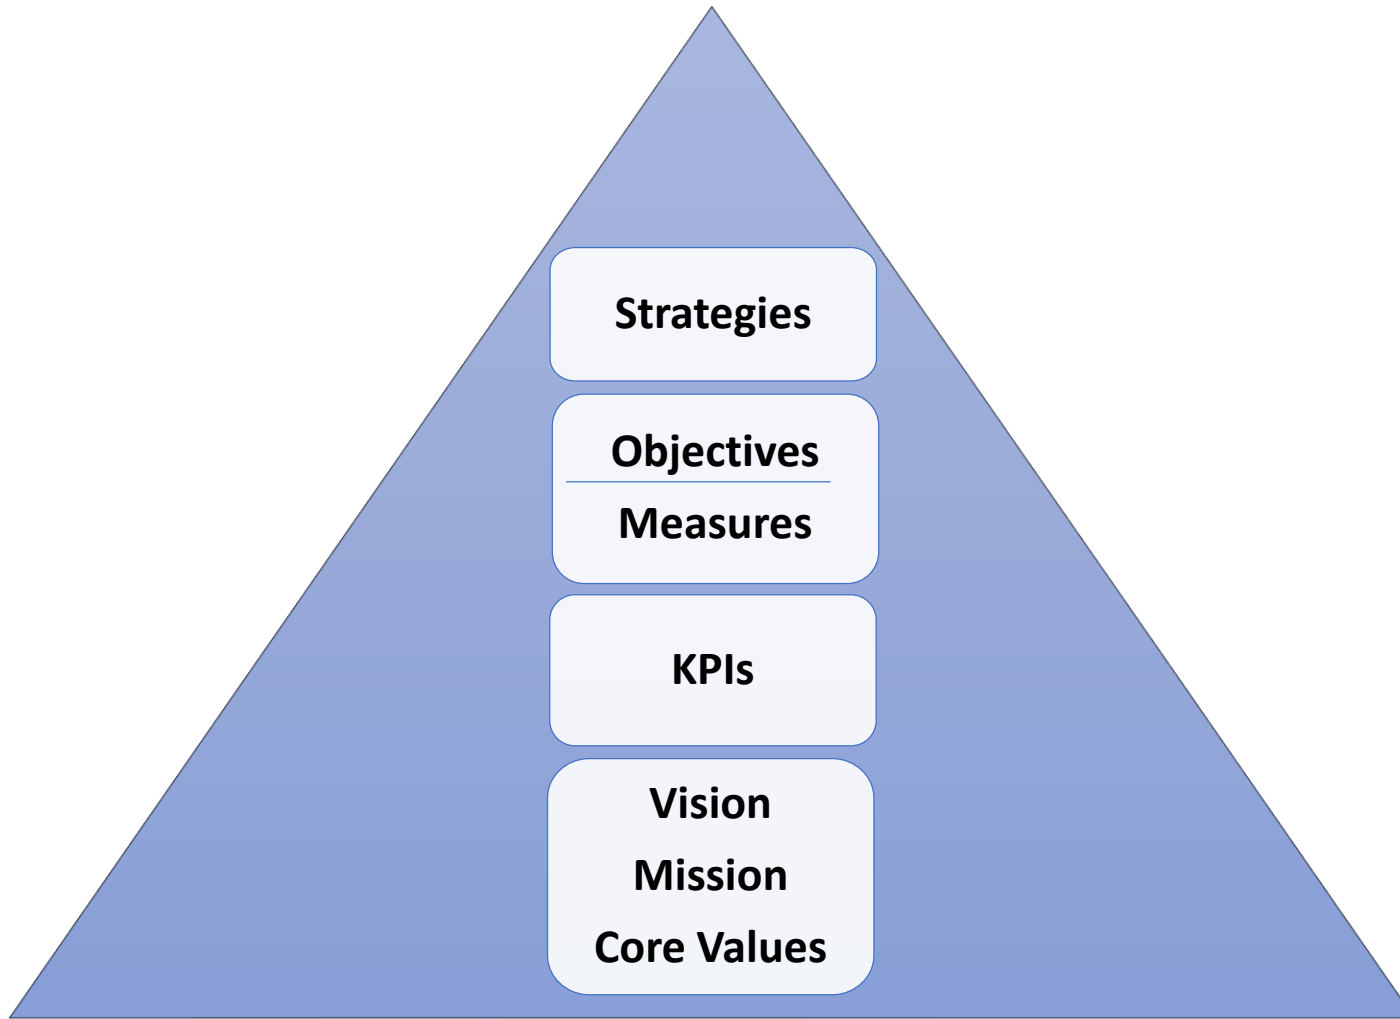 Strategies
Objectives
Measures
KPIs
Vision
Mission
Core Values